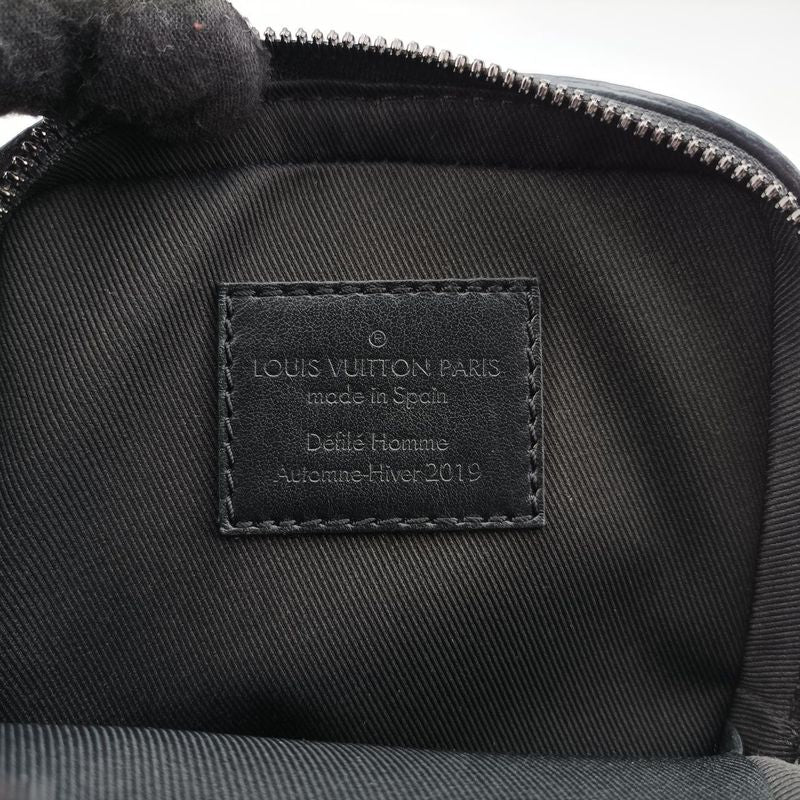 ®
LOUIS VUITTON PARIS
made in Spain
Défilé Homme
Automne-Hiver 2019